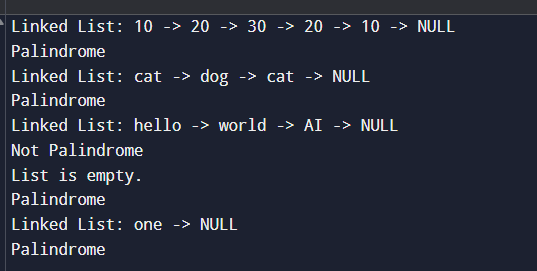 Linked List: 10 -> 20 -> 30 -> 20 -> 10 -> NULL
Palindrome
Linked List: cat -> dog -> cat -> NULL
Palindrome
Linked List: hello -> world -> AI -> NULL
Not Palindrome
List is empty.
Palindrome
Linked List: one -> NULL
Palindrome